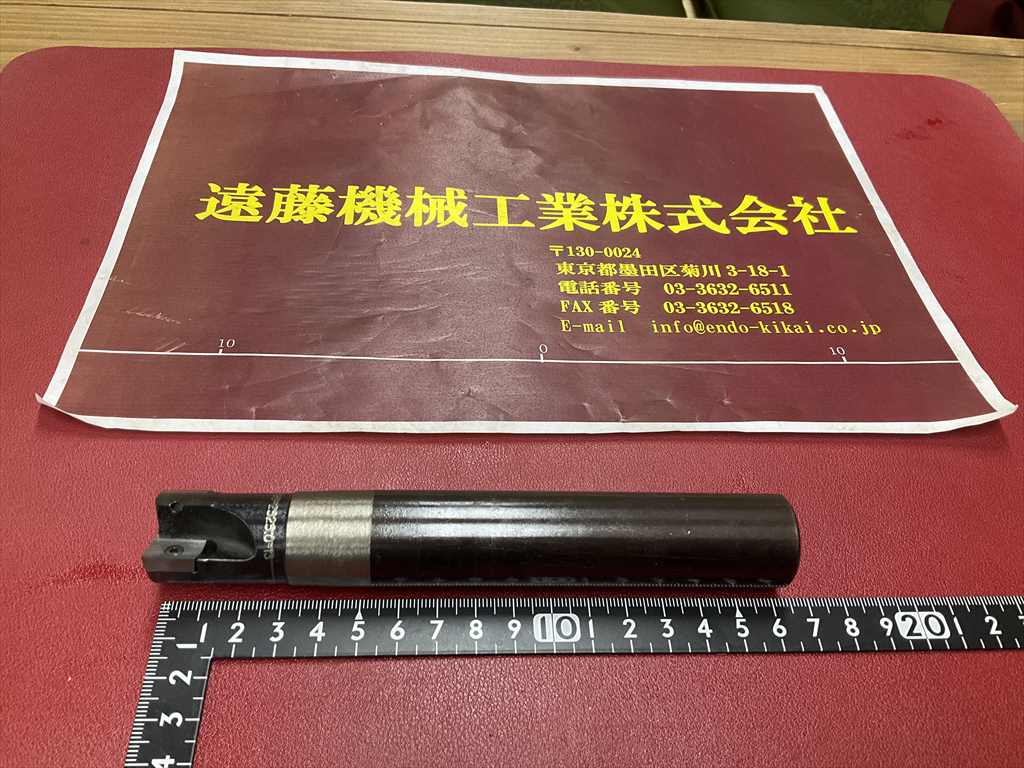 遠藤機械工業株式会社
〒130-0024
東京都墨田区菊川 3-18-1
電話番号 03-3632-6511
FAX 番号 03-3632-6518
E-mail info@endo-kikai.co.jp
10 0 10
1 2 3 4 5 6 7 8 9 10 1 2 3 4 5 6 7 8 9 20 1 2
1
2
3
4